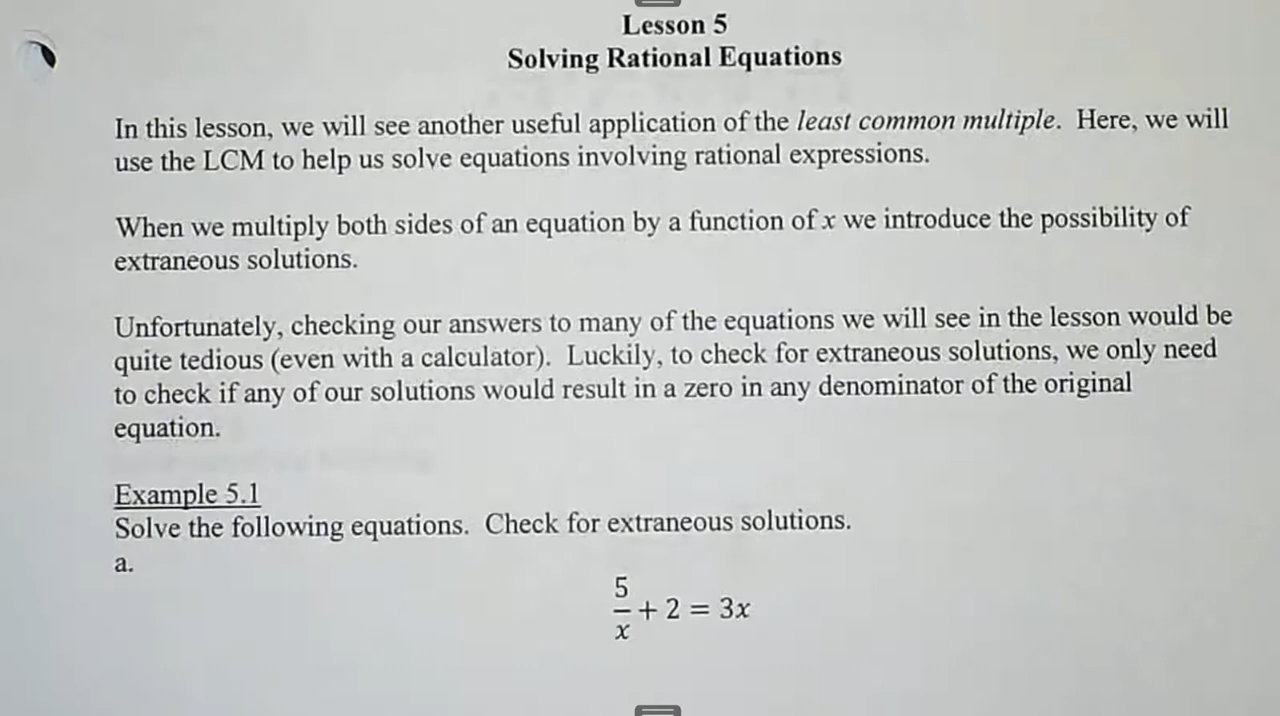 Lesson 5
Solving Rational Equations
In this lesson, we will see another useful application of the least common multiple. Here, we will
use the LCM to help us solve equations involving rational expressions.
When we multiply both sides of an equation by a function of x we introduce the possibility of
extraneous solutions.
Unfortunately, checking our answers to many of the equations we will see in the lesson would be
quite tedious (even with a calculator). Luckily, to check for extraneous solutions, we only need
to check if any of our solutions would result in a zero in any denominator of the original
equation.
Example 5.1
Solve the following equations. Check for extraneous solutions.
a.
5/x + 2 = 3x